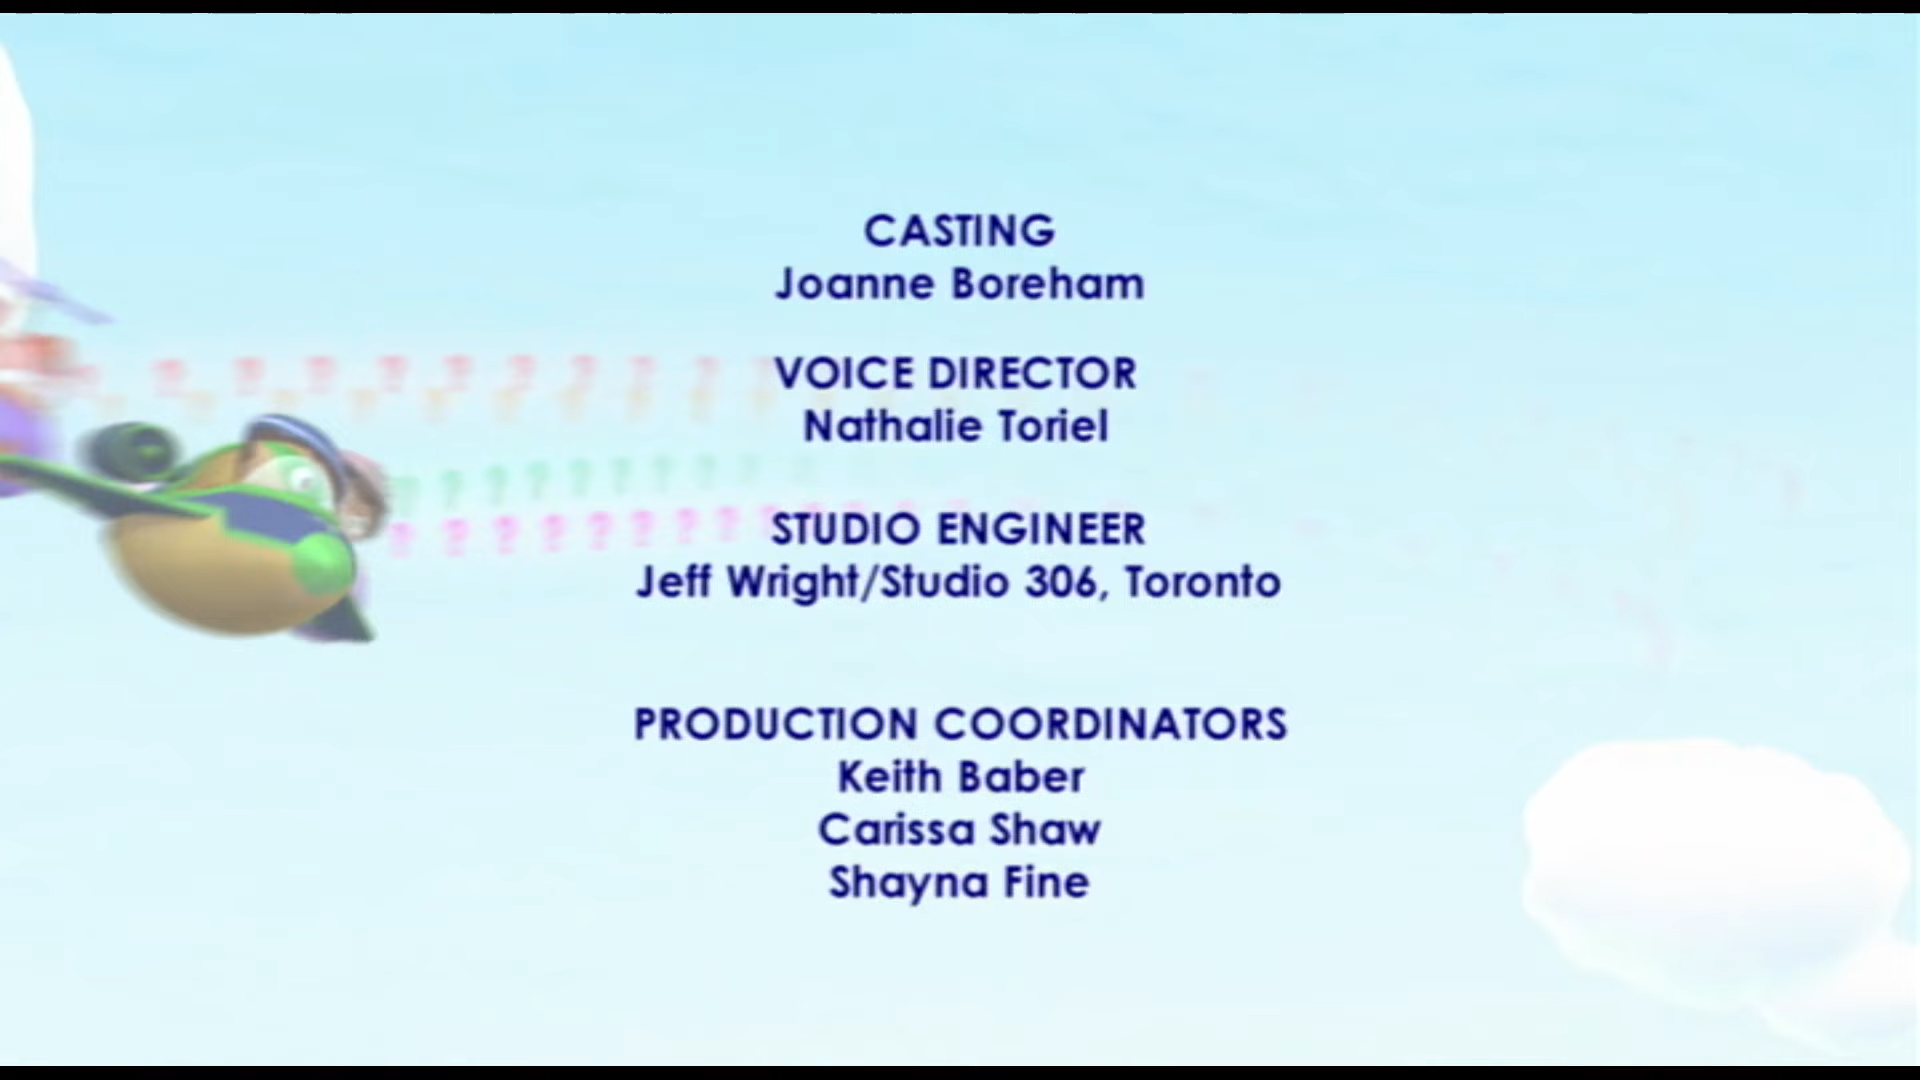 CASTING
Joanne Boreham
VOICE DIRECTOR
Nathalie Toriel
STUDIO ENGINEER
Jeff Wright/Studio 306, Toronto
PRODUCTION COORDINATORS
Keith Baber
Carissa Shaw
Shayna Fine